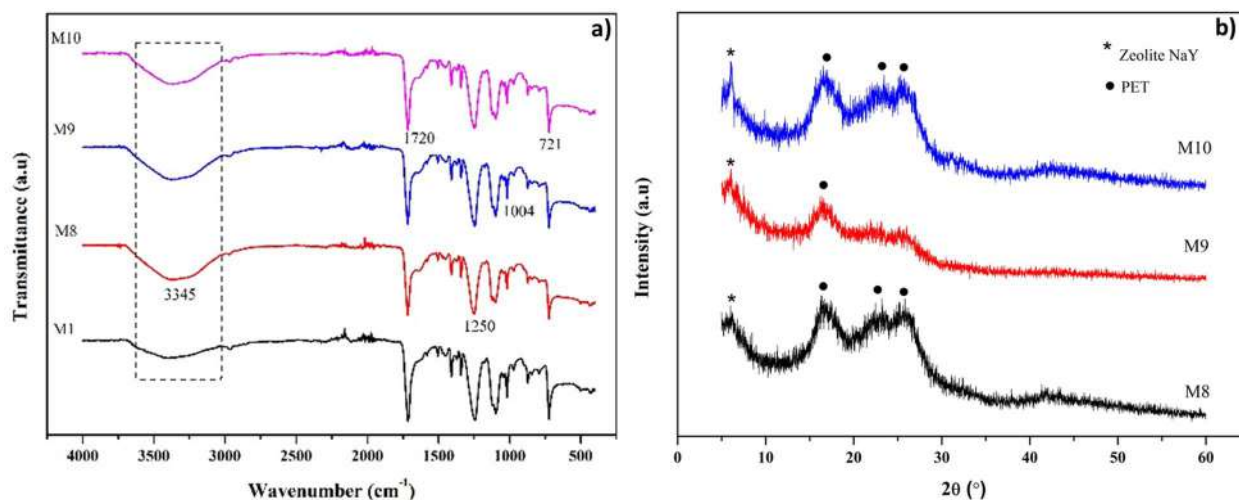 a)
M10
M9
M8
M1
1720
721
1004
3345
1250
Transmittance (a.u)
4000 3500 3000 2500 2000 1500 1000 500
Wavenumber (cm⁻¹)
b)
* Zeolite NaY
● PET
*
● ● ●
M10
*
●
M9
*
● ● ●
M8
Intensity (a.u)
0 10 20 30 40 50 60
2θ (°)